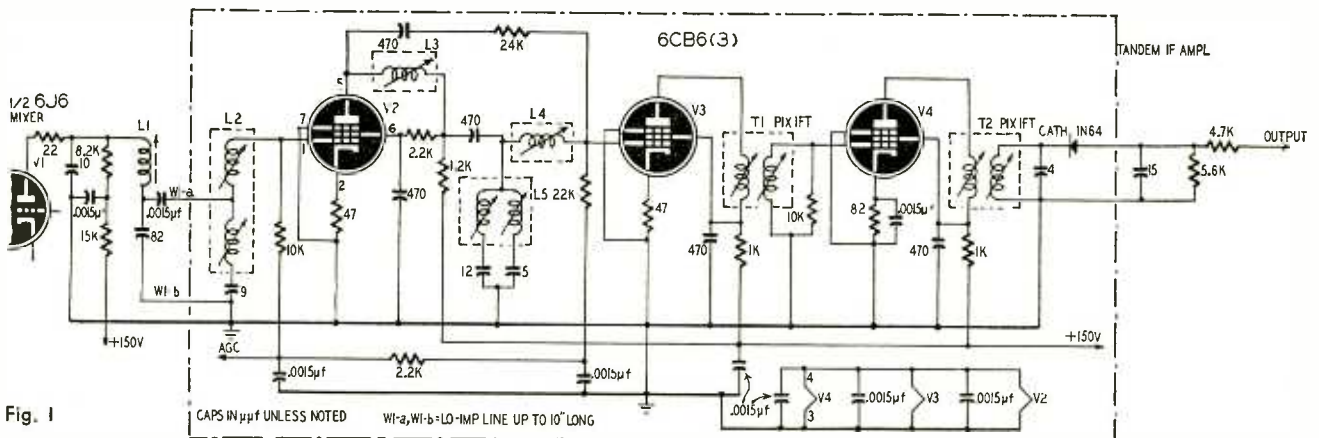 6CB6(3)
TANDEM IF AMPL
1/2 6J6
MIXER
V1
22
10
8.2K
.0015µ
15K
+150V
L1
W1-a
.0015µf
82
W1-b
L2
9
10K
AGC
.0015µf
2.2K
470
L3
24K
5
7
1
V2
6
2
47
2.2K
470
1.2K
470
L4
L5
22K
12
5
.0015µf
V3
47
470
T1 PIX IFT
1K
10K
V4
82
.0015µ
470
T2 PIX IFT
1K
CATH
1N64
4
15
4.7K
5.6K
OUTPUT
+150V
.0015µf
4
V4
3
.0015µf
V3
.0015µf
V2
Fig. 1
CAPS IN µµf UNLESS NOTED
W1-a, W1-b=LO-IMP LINE UP TO 10" LONG